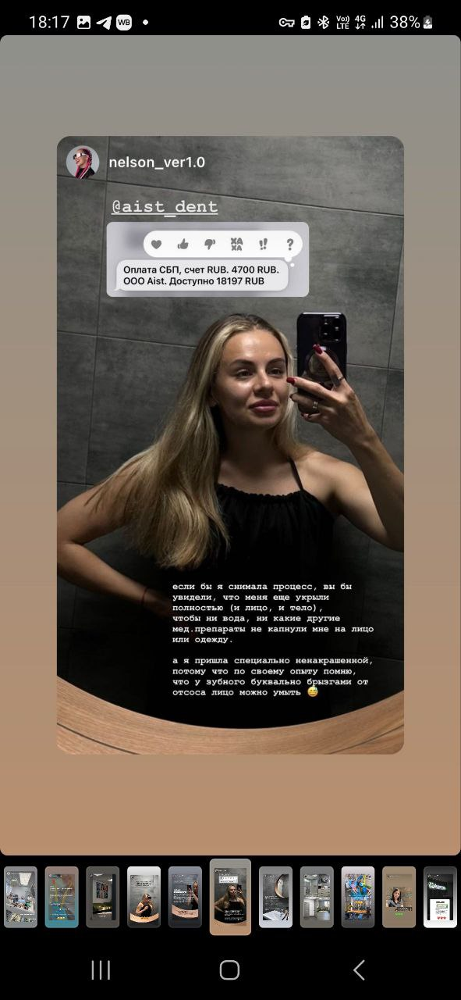 18:17
WB
Vo))
LTE
4G
38%
nelson_ver1.0
@aist_dent
ХА
ХА
!!
?
Оплата СБП, счет RUB. 4700 RUB.
ООО Aist. Доступно 18197 RUB
если бы я снимала процесс, вы бы
увидели, что меня еще укрыли
полностью (и лицо, и тело),
чтобы ни вода, ни какие другие
мед.препараты не капнули мне на лицо
или одежду.
а я пришла специально ненакрашенной,
потому что по своему опыту помню,
что у зубного буквально брызгами от
отсоса лицо можно умыть 😅